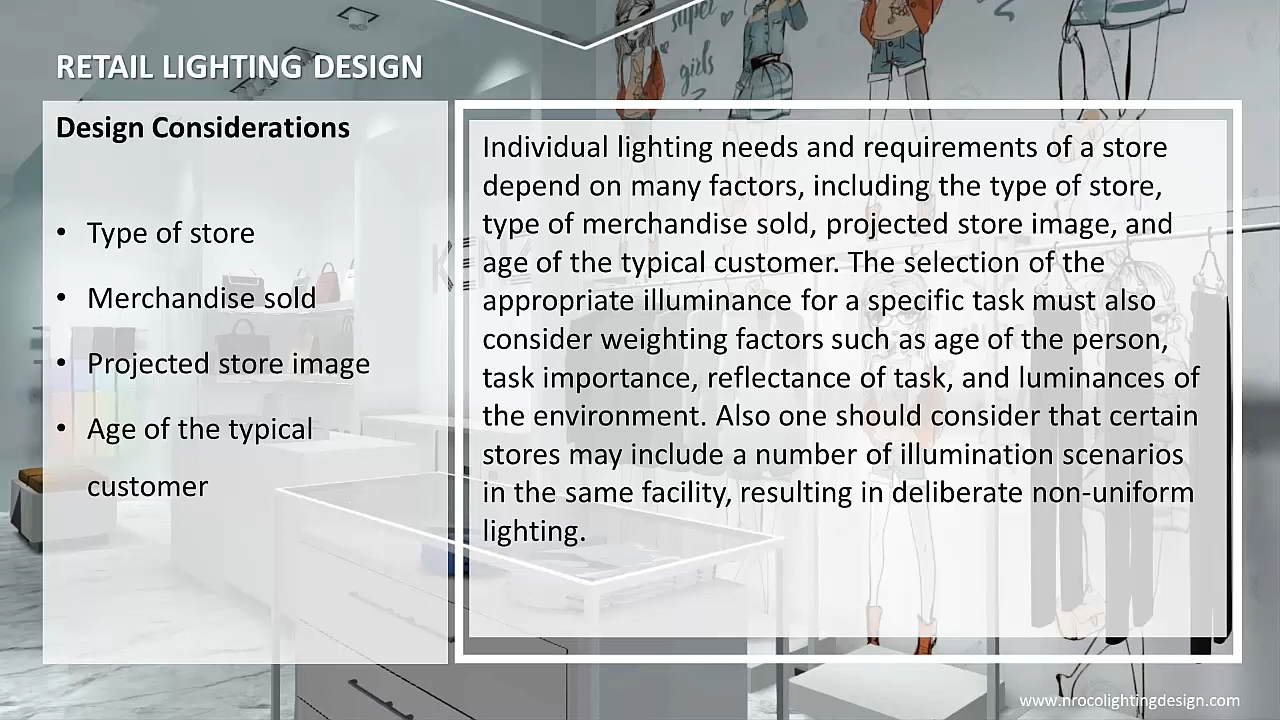 super
girls
RETAIL LIGHTING DESIGN
Design Considerations
• Type of store
• Merchandise sold
• Projected store image
• Age of the typical
customer
Individual lighting needs and requirements of a store
depend on many factors, including the type of store,
type of merchandise sold, projected store image, and
age of the typical customer. The selection of the
appropriate illuminance for a specific task must also
consider weighting factors such as age of the person,
task importance, reflectance of task, and luminances of
the environment. Also one should consider that certain
stores may include a number of illumination scenarios
in the same facility, resulting in deliberate non-uniform
lighting.
www.nrocolightingdesign.com